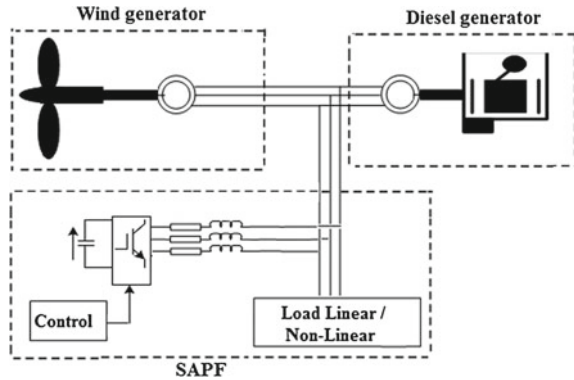 Wind generator
Diesel generator
Control
Load Linear /
Non-Linear
SAPF